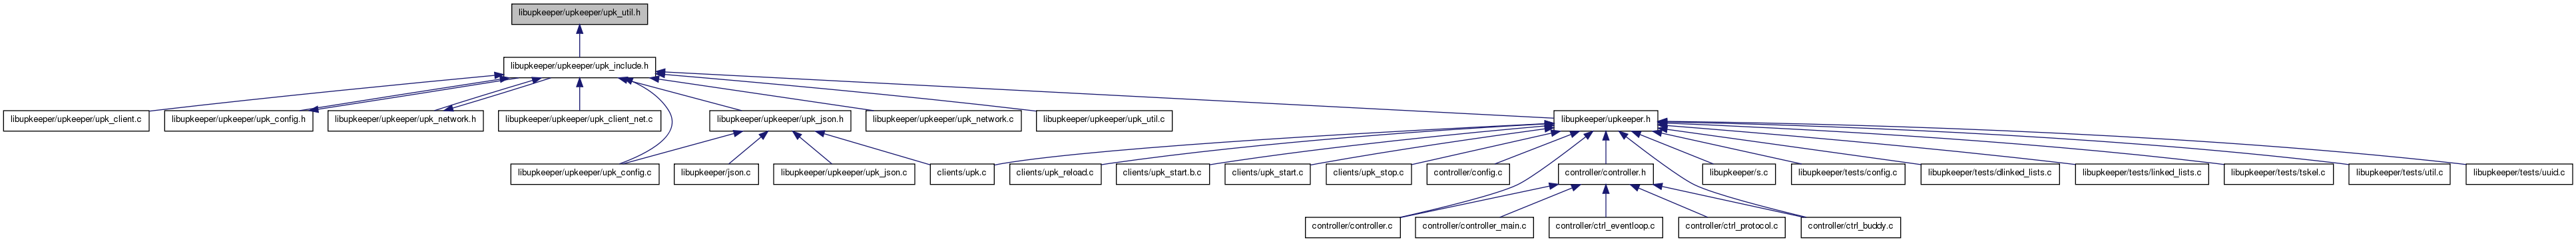 libupkeeper/upkeeper/upk_util.h
libupkeeper/upkeeper/upk_include.h
libupkeeper/upkeeper/upk_client.c
libupkeeper/upkeeper/upk_config.h
libupkeeper/upkeeper/upk_network.h
libupkeeper/upkeeper/upk_client_net.c
libupkeeper/upkeeper/upk_json.h
libupkeeper/upkeeper/upk_network.c
libupkeeper/upkeeper/upk_util.c
libupkeeper/upkeeper.h
libupkeeper/upkeeper/upk_config.c
libupkeeper/json.c
libupkeeper/upkeeper/upk_json.c
clients/upk.c
clients/upk_reload.c
clients/upk_start.b.c
clients/upk_start.c
clients/upk_stop.c
controller/config.c
controller/controller.h
libupkeeper/s.c
libupkeeper/tests/config.c
libupkeeper/tests/dlinked_lists.c
libupkeeper/tests/linked_lists.c
libupkeeper/tests/tskel.c
libupkeeper/tests/util.c
libupkeeper/tests/uuid.c
controller/controller.c
controller/controller_main.c
controller/ctrl_eventloop.c
controller/ctrl_protocol.c
controller/ctrl_buddy.c